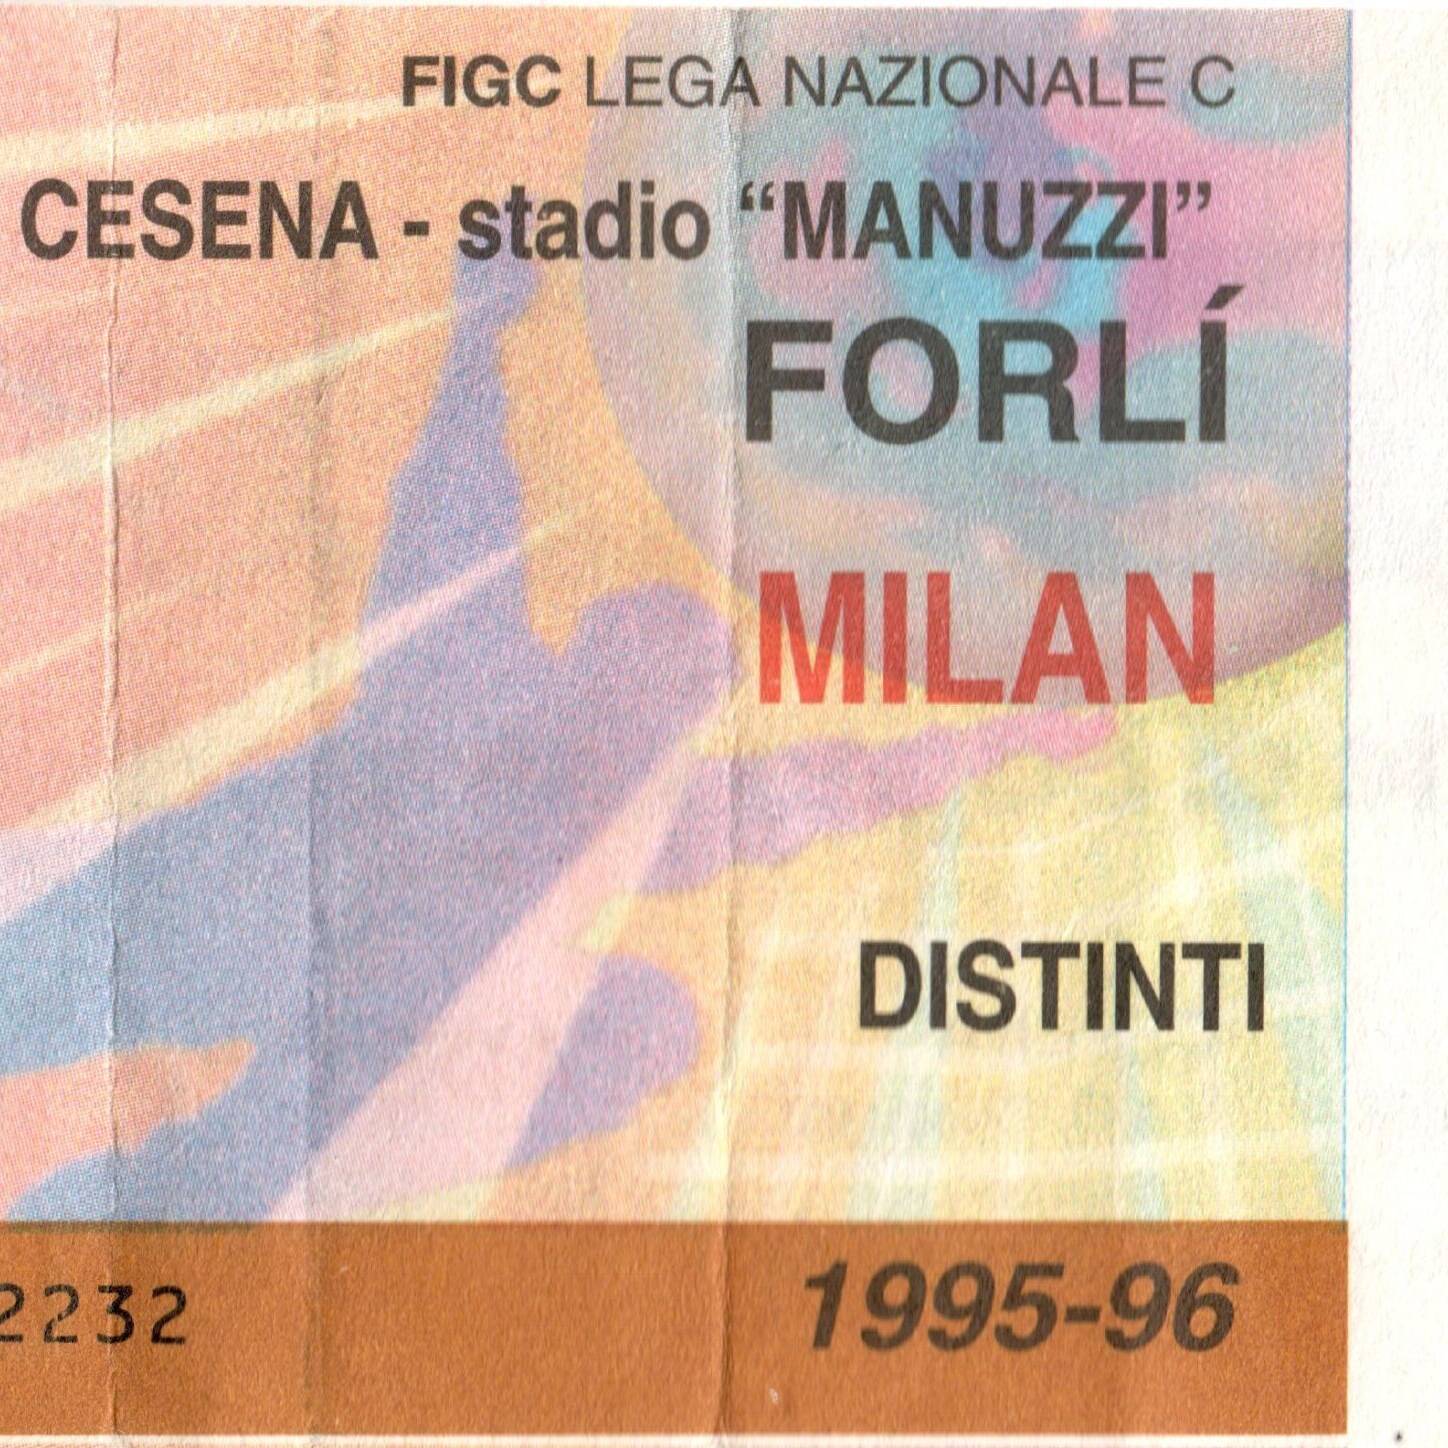 FIGC LEGA NAZIONALE C
CESENA - stadio “MANUZZI”
FORLÍ
MILAN
DISTINTI
2232
1995-96